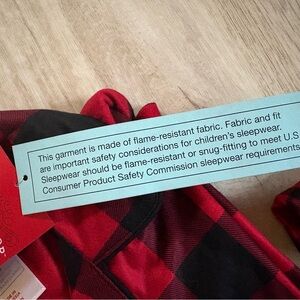 This garment is made of flame-resistant fabric. Fabric and fit
are important safety considerations for children's sleepwear.
Sleepwear should be flame-resistant or snug-fitting to meet U.S.
Consumer Product Safety Commission sleepwear requirements